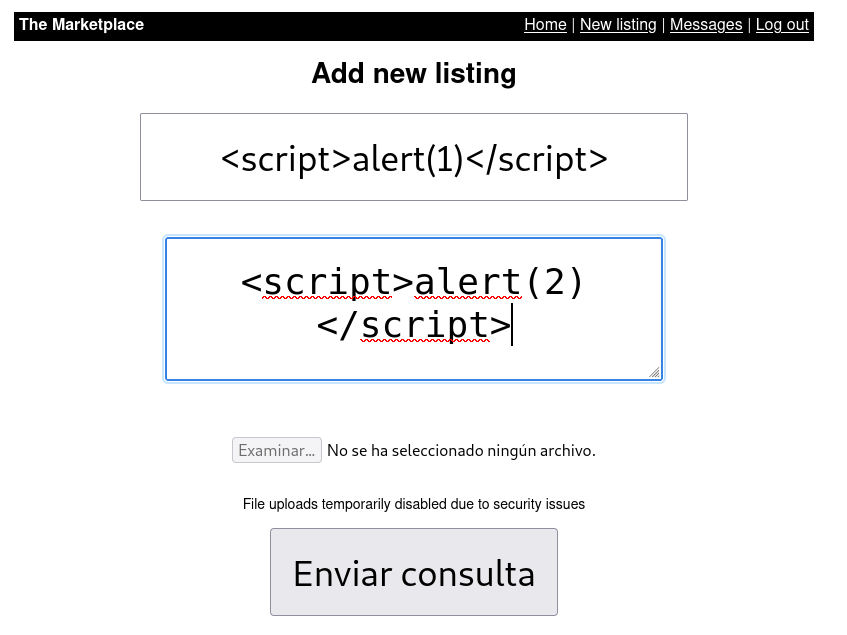 The Marketplace
Home | New listing | Messages | Log out
Add new listing
<script>alert(1)</script>
<script>alert(2)
</script>
Examinar... No se ha seleccionado ningún archivo.
File uploads temporarily disabled due to security issues
Enviar consulta